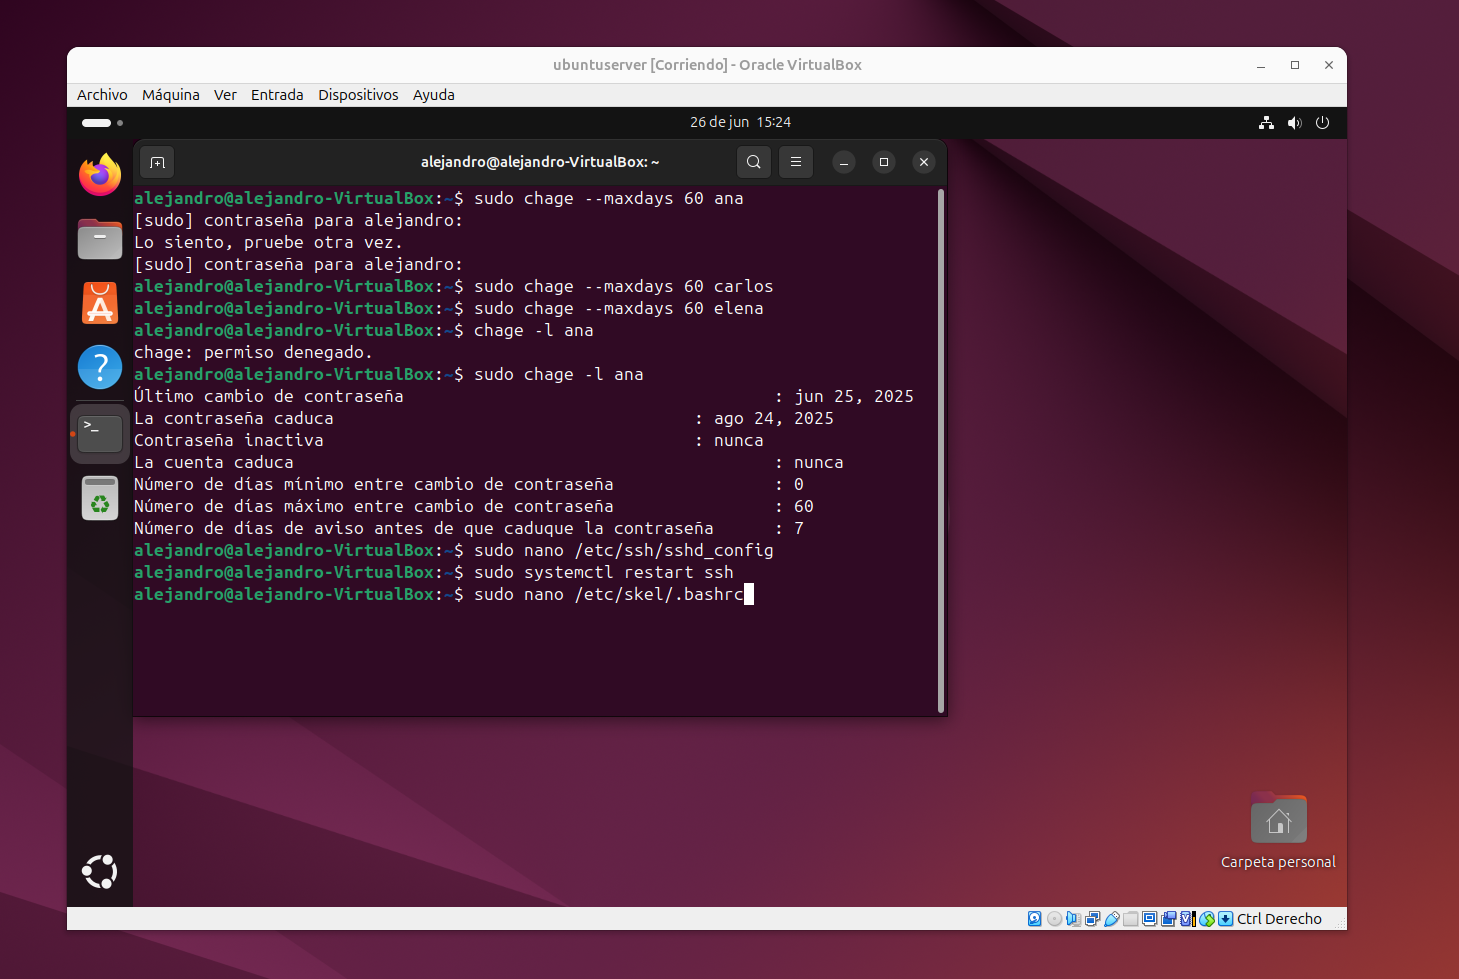 ubuntuserver [Corriendo] - Oracle VirtualBox
Archivo Máquina Ver Entrada Dispositivos Ayuda
26 de jun 15:24
alejandro@alejandro-VirtualBox: ~
alejandro@alejandro-VirtualBox:~$ sudo chage --maxdays 60 ana
[sudo] contraseña para alejandro:
Lo siento, pruebe otra vez.
[sudo] contraseña para alejandro:
alejandro@alejandro-VirtualBox:~$ sudo chage --maxdays 60 carlos
alejandro@alejandro-VirtualBox:~$ sudo chage --maxdays 60 elena
alejandro@alejandro-VirtualBox:~$ chage -l ana
chage: permiso denegado.
alejandro@alejandro-VirtualBox:~$ sudo chage -l ana
Último cambio de contraseña : jun 25, 2025
La contraseña caduca : ago 24, 2025
Contraseña inactiva : nunca
La cuenta caduca : nunca
Número de días mínimo entre cambio de contraseña : 0
Número de días máximo entre cambio de contraseña : 60
Número de días de aviso antes de que caduque la contraseña : 7
alejandro@alejandro-VirtualBox:~$ sudo nano /etc/ssh/sshd_config
alejandro@alejandro-VirtualBox:~$ sudo systemctl restart ssh
alejandro@alejandro-VirtualBox:~$ sudo nano /etc/skel/.bashrc
Carpeta personal
Ctrl Derecho